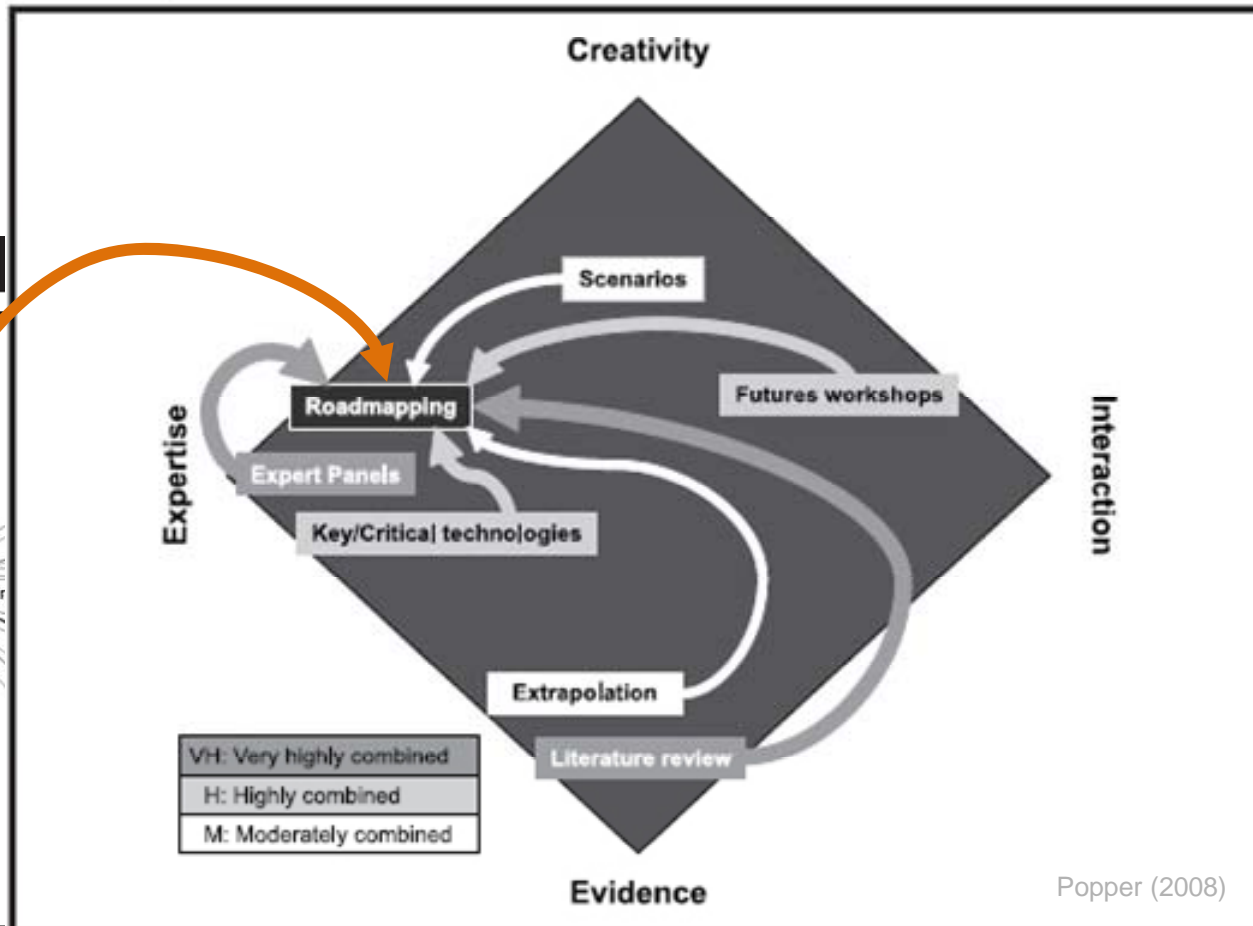 Creativity
Scenarios
Futures workshops
Roadmapping
Expertise
Interaction
Expert Panels
Key/Critical technologies
Extrapolation
Literature review
VH: Very highly combined
H: Highly combined
M: Moderately combined
Evidence
Popper (2008)